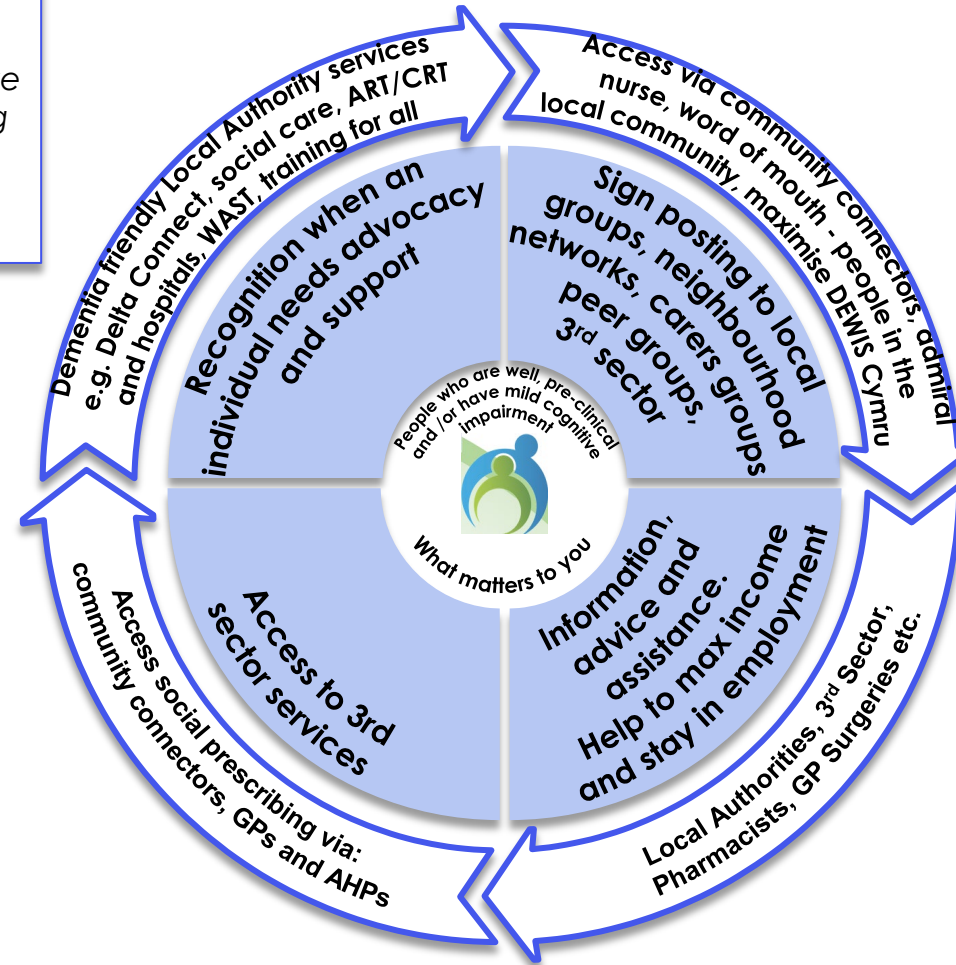 e
g
Dementia friendly Local Authority services
e.g. Delta Connect, social care, ART/CRT
and hospitals, WAST, training for all
Access via community connectors, admiral
nurse, word of mouth - people in the
local community, maximise DEWIS Cymru
Recognition when an
individual needs advocacy
and support
Sign posting to local
groups, neighbourhood
networks, carers groups
peer groups,
3rd sector
People who are well, pre-clinical
and /or have mild cognitive
impairment
What matters to you
Access to 3rd
sector services
Information,
advice and
assistance.
Help to max income
and stay in employment
Access social prescribing via:
community connectors, GPs and AHPs
Local Authorities, 3rd Sector,
Pharmacists, GP Surgeries etc.